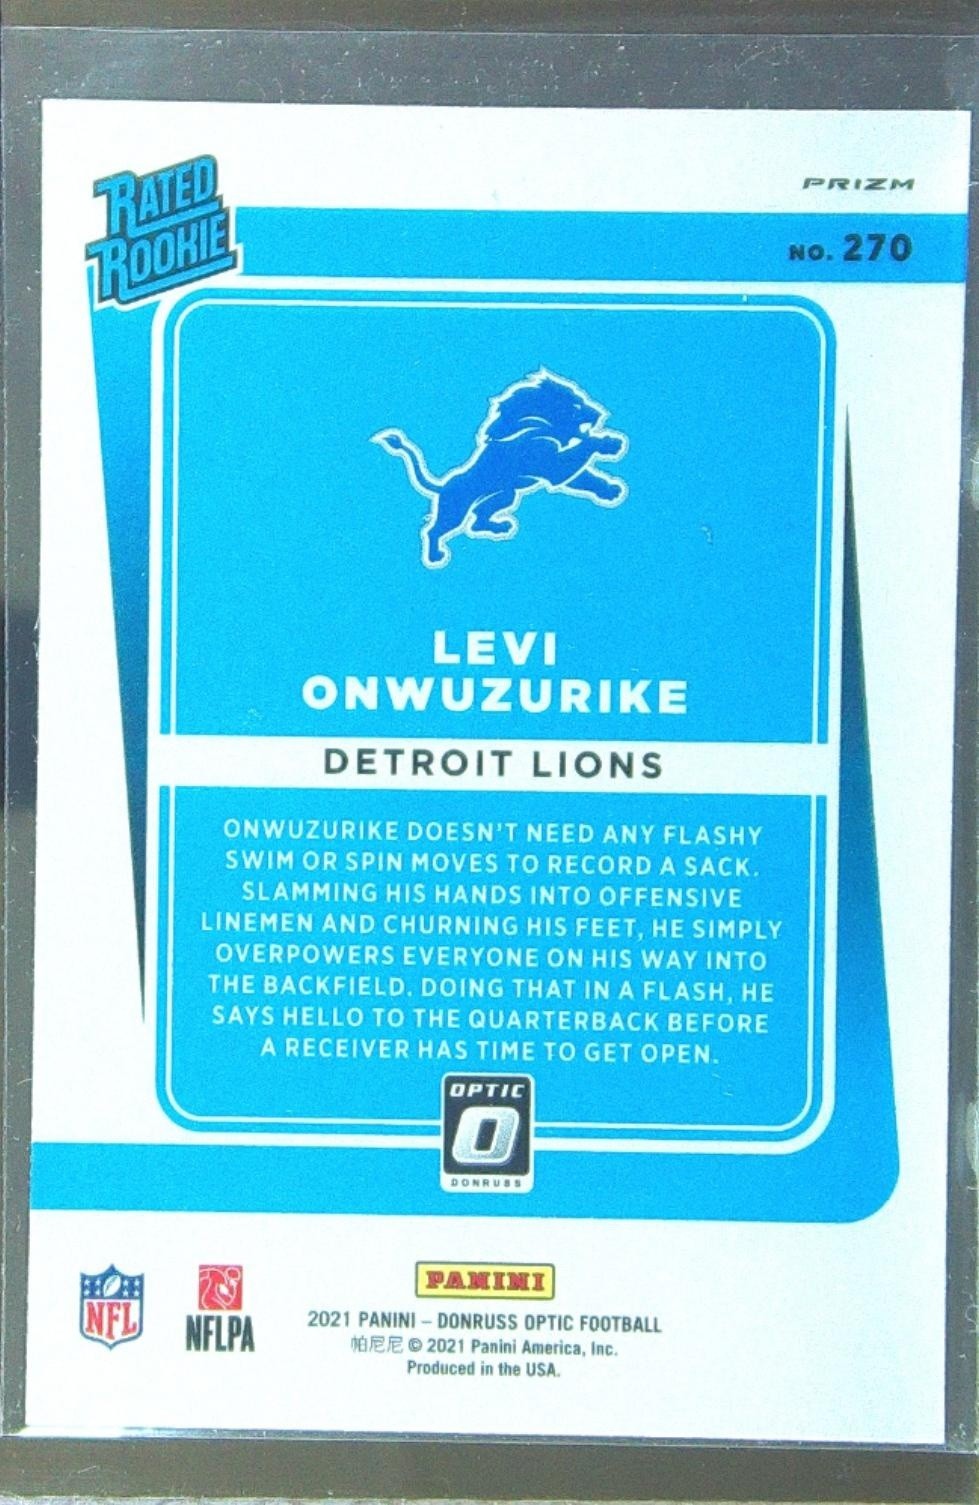 RATED
ROOKIE
PRIZM
NO. 270
LEVI
ONWUZURIKE
DETROIT LIONS
ONWUZURIKE DOESN'T NEED ANY FLASHY
SWIM OR SPIN MOVES TO RECORD A SACK.
SLAMMING HIS HANDS INTO OFFENSIVE
LINEMEN AND CHURNING HIS FEET, HE SIMPLY
OVERPOWERS EVERYONE ON HIS WAY INTO
THE BACKFIELD. DOING THAT IN A FLASH, HE
SAYS HELLO TO THE QUARTERBACK BEFORE
A RECEIVER HAS TIME TO GET OPEN.
OPTIC
O
DONRUSS
NFL
NFLPA
PANINI
2021 PANINI – DONRUSS OPTIC FOOTBALL
帕尼尼 © 2021 Panini America, Inc.
Produced in the USA.